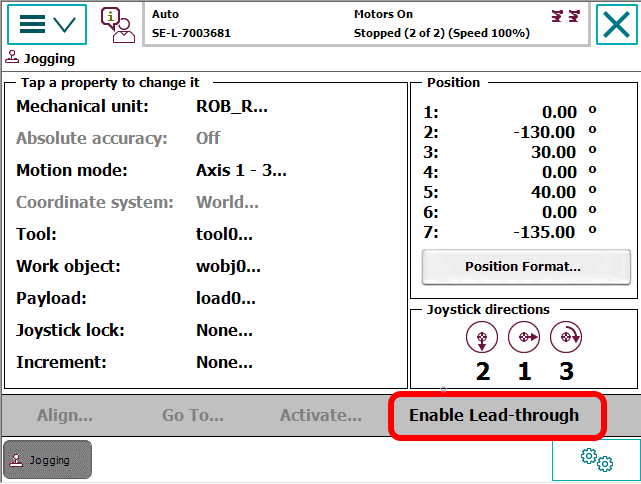 Auto
Motors On
SE-L-7003681
Stopped (2 of 2) (Speed 100%)
Jogging
Tap a property to change it
Mechanical unit: ROB_R...
Absolute accuracy: Off
Motion mode: Axis 1 - 3...
Coordinate system: World...
Tool: tool0...
Work object: wobj0...
Payload: load0...
Joystick lock: None...
Increment: None...
Position
1: 0.00 º
2: -130.00 º
3: 30.00 º
4: 0.00 º
5: 40.00 º
6: 0.00 º
7: -135.00 º
Position Format...
Joystick directions
2 1 3
Align... Go To... Activate... Enable Lead-through
Jogging